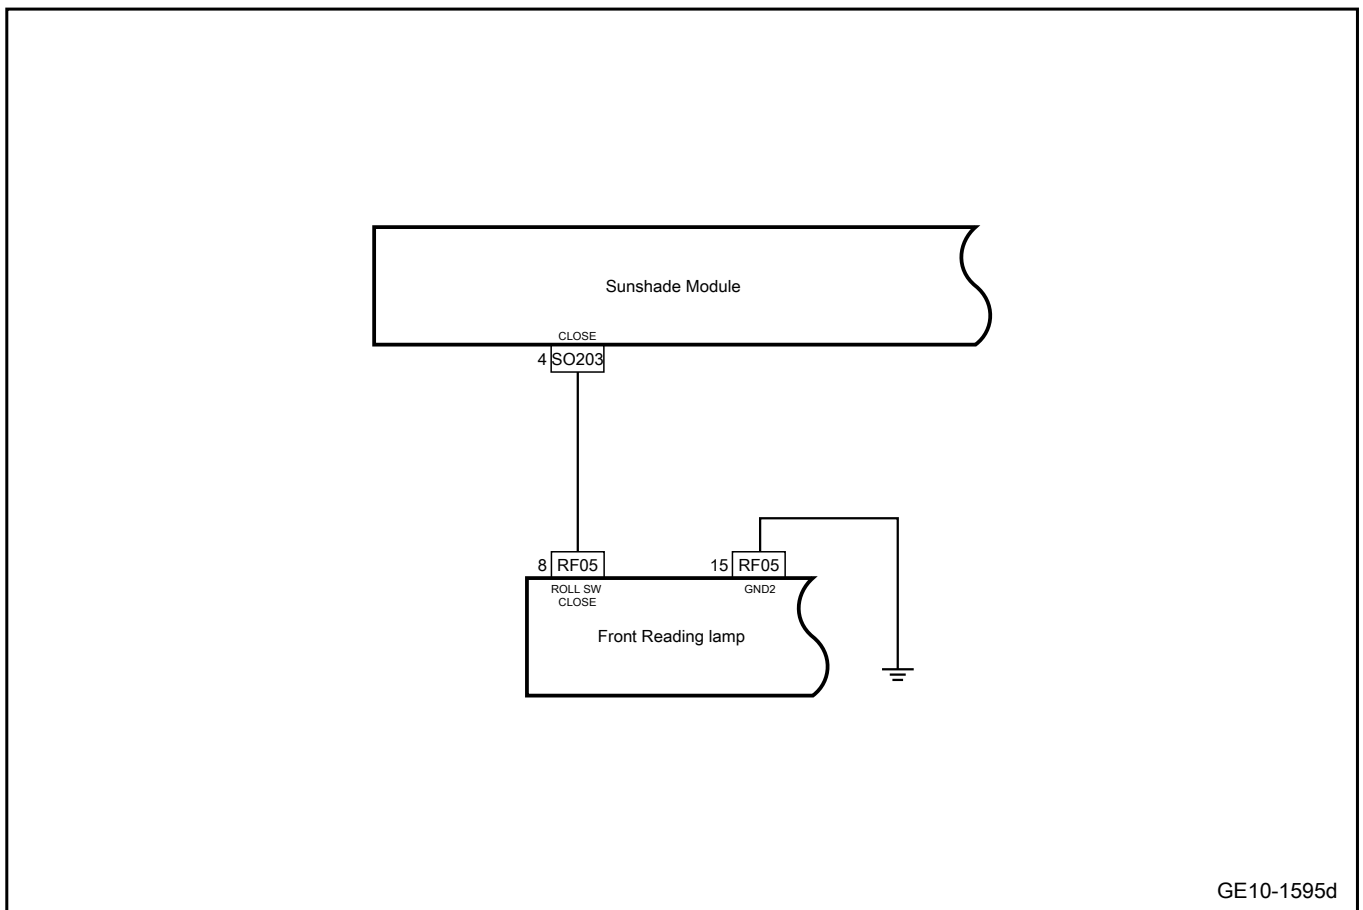 Sunshade Module
CLOSE
4 SO203
8 RF05
15 RF05
ROLL SW
CLOSE
GND2
Front Reading lamp
GE10-1595d